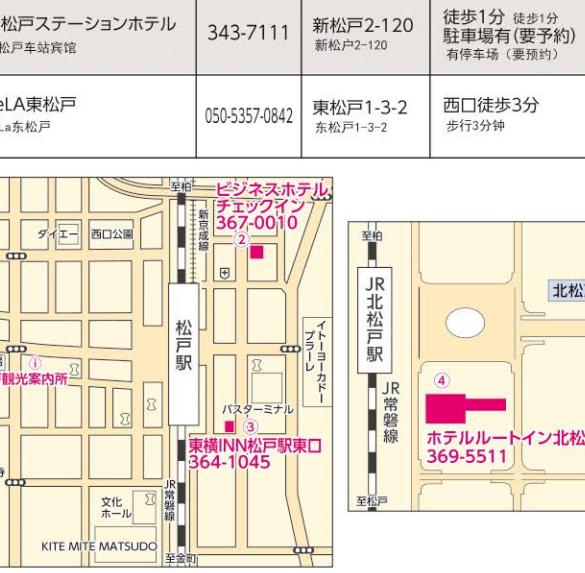 松戸ステーションホテル
松戸车站宾馆
343-7111
新松戸2-120
新松户2-120
徒歩1分 徒步1分
駐車場有(要予約)
有停车场（要预约）
eLA東松戸
La东松戸
050-5357-0842
東松戸1-3-2
东松戸1-3-2
西口徒歩3分
步行3分钟
至柏
ビジネスホテル
チェックイン
367-0010
②
新京成線
ダイエー
西口公園
松戸駅
イトーヨーカドー
プラーレ
i
観光案内所
バスターミナル
③
東横INN松戸駅東口
364-1045
JR常磐線
文化
ホール
KITE MITE MATSUDO
至金町
至柏
JR北松戸駅
北松
JR常磐線
④
ホテルルートイン北松
369-5511
至松戸